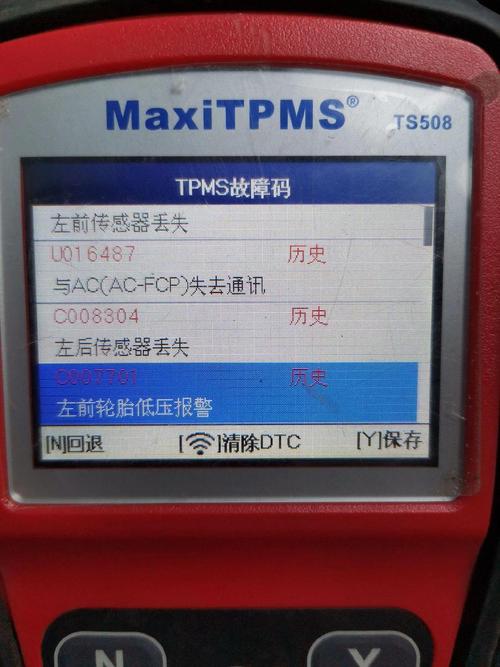 MaxiTPMS®
TS508
TPMS故障码
左前传感器丢失
U016487 历史
与AC(AC-FCP)失去通讯
C008304 历史
左后传感器丢失
C007701 历史
左前轮胎低压报警
[N]回退 []清除DTC [Y]保存
N Y